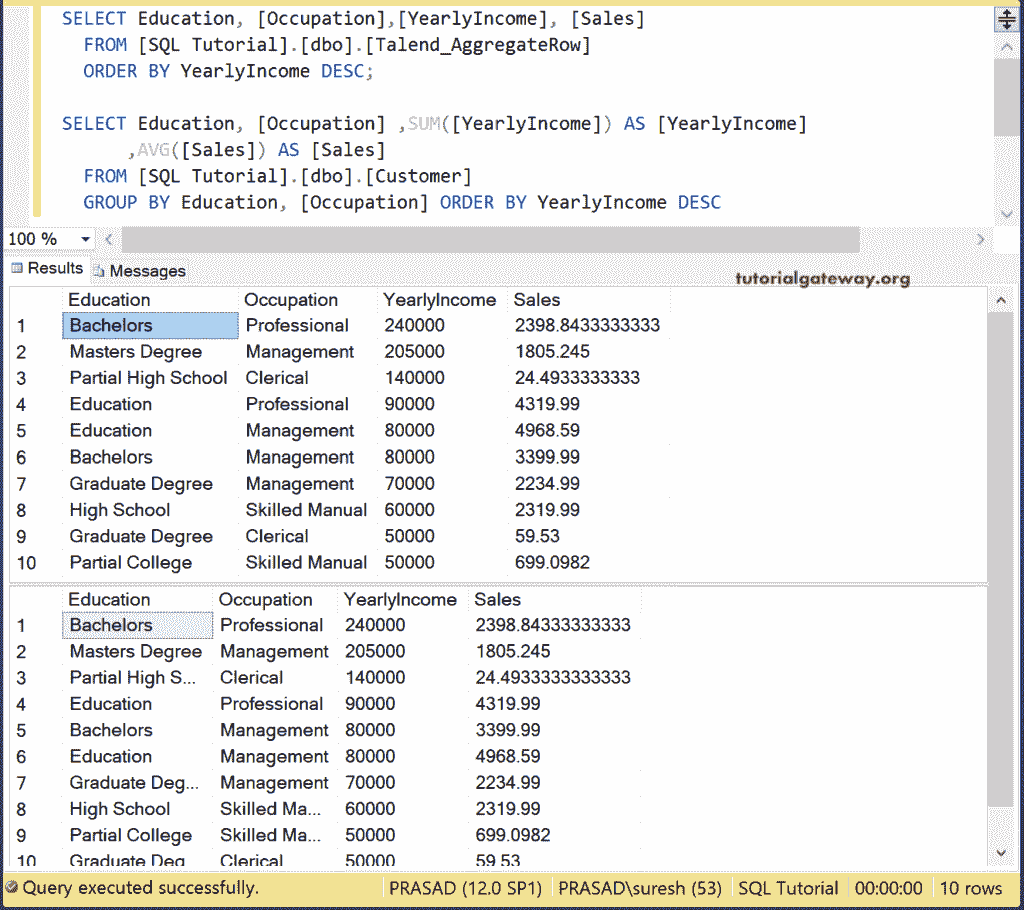 SELECT Education, [Occupation],[YearlyIncome], [Sales]
FROM [SQL Tutorial].[dbo].[Talend_AggregateRow]
ORDER BY YearlyIncome DESC;
SELECT Education, [Occupation] ,SUM([YearlyIncome]) AS [YearlyIncome]
,AVG([Sales]) AS [Sales]
FROM [SQL Tutorial].[dbo].[Customer]
GROUP BY Education, [Occupation] ORDER BY YearlyIncome DESC
100 %
Results Messages
tutorialgateway.org
Education Occupation YearlyIncome Sales
1 Bachelors Professional 240000 2398.8433333333
2 Masters Degree Management 205000 1805.245
3 Partial High School Clerical 140000 24.4933333333
4 Education Professional 90000 4319.99
5 Education Management 80000 4968.59
6 Bachelors Management 80000 3399.99
7 Graduate Degree Management 70000 2234.99
8 High School Skilled Manual 60000 2319.99
9 Graduate Degree Clerical 50000 59.53
10 Partial College Skilled Manual 50000 699.0982
Education Occupation YearlyIncome Sales
1 Bachelors Professional 240000 2398.84333333333
2 Masters Degree Management 205000 1805.245
3 Partial High S... Clerical 140000 24.4933333333333
4 Education Professional 90000 4319.99
5 Bachelors Management 80000 3399.99
6 Education Management 80000 4968.59
7 Graduate Deg... Management 70000 2234.99
8 High School Skilled Ma... 60000 2319.99
9 Partial College Skilled Ma... 50000 699.0982
10 Graduate Deg Clerical 50000 59.53
Query executed successfully. PRASAD (12.0 SP1) PRASAD\suresh (53) SQL Tutorial 00:00:00 10 rows